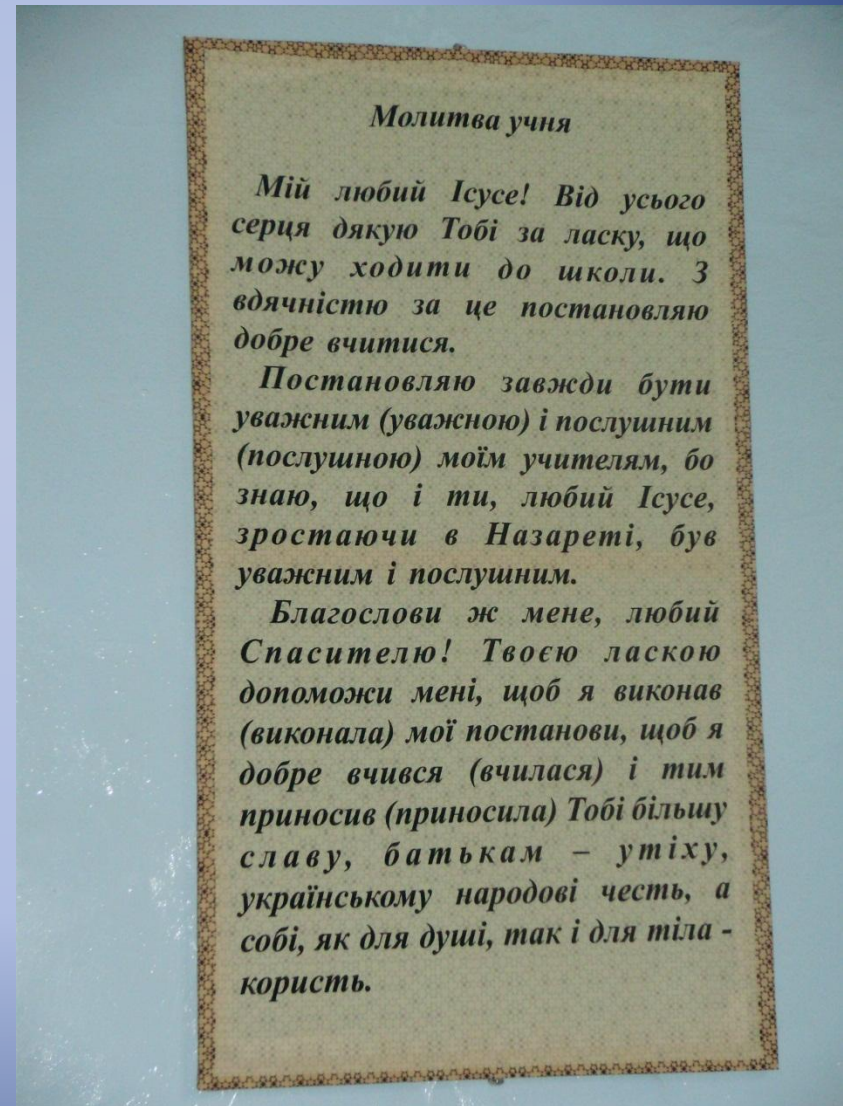 Молитва учня
Мій любий Ісусе! Від усього
серця дякую Тобі за ласку, що
можу ходити до школи. З
вдячністю за це постановляю
добре вчитися.
Постановляю завжди бути
уважним (уважною) і послушним
(послушною) моїм учителям, бо
знаю, що і ти, любий Ісусе,
зростаючи в Назареті, був
уважним і послушним.
Благослови ж мене, любий
Спасителю! Твоєю ласкою
допоможи мені, щоб я виконав
(виконала) мої постанови, щоб я
добре вчився (вчилася) і тим
приносив (приносила) Тобі більшу
славу, батькам – утіху,
українському народові честь, а
собі, як для душі, так і для тіла -
користь.